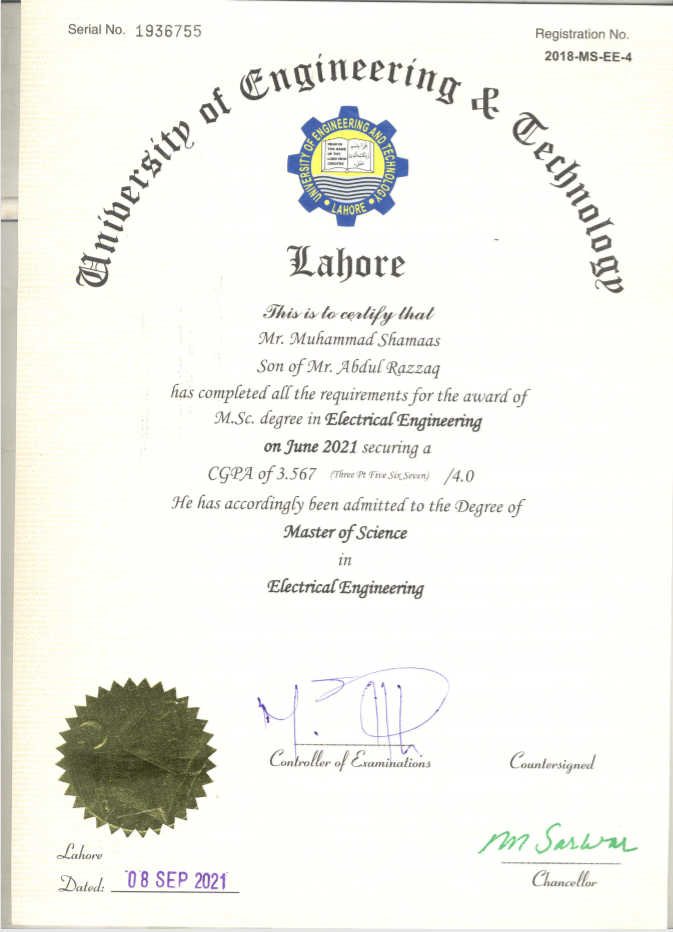 Serial No. 1936755
Registration No.
2018-MS-EE-4
University of Engineering & Technology
UNIVERSITY OF ENGINEERING AND TECHNOLOGY
LAHORE
READ IN
THE NAME
OF THY
LORD WHO
CREATES
Lahore
This is to certify that
Mr. Muhammad Shamaas
Son of Mr. Abdul Razzaq
has completed all the requirements for the award of
M.Sc. degree in Electrical Engineering
on June 2021 securing a
CGPA of 3.567 (Three Pt Five Six Seven) /4.0
He has accordingly been admitted to the Degree of
Master of Science
in
Electrical Engineering
Controller of Examinations
Countersigned
M Sarwar
Chancellor
Lahore
Dated: 08 SEP 2021